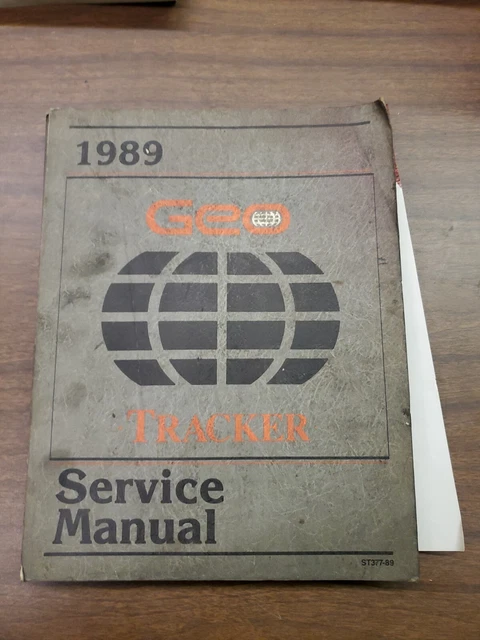 1989
Geo
TRACKER
Service
Manual
ST377-89